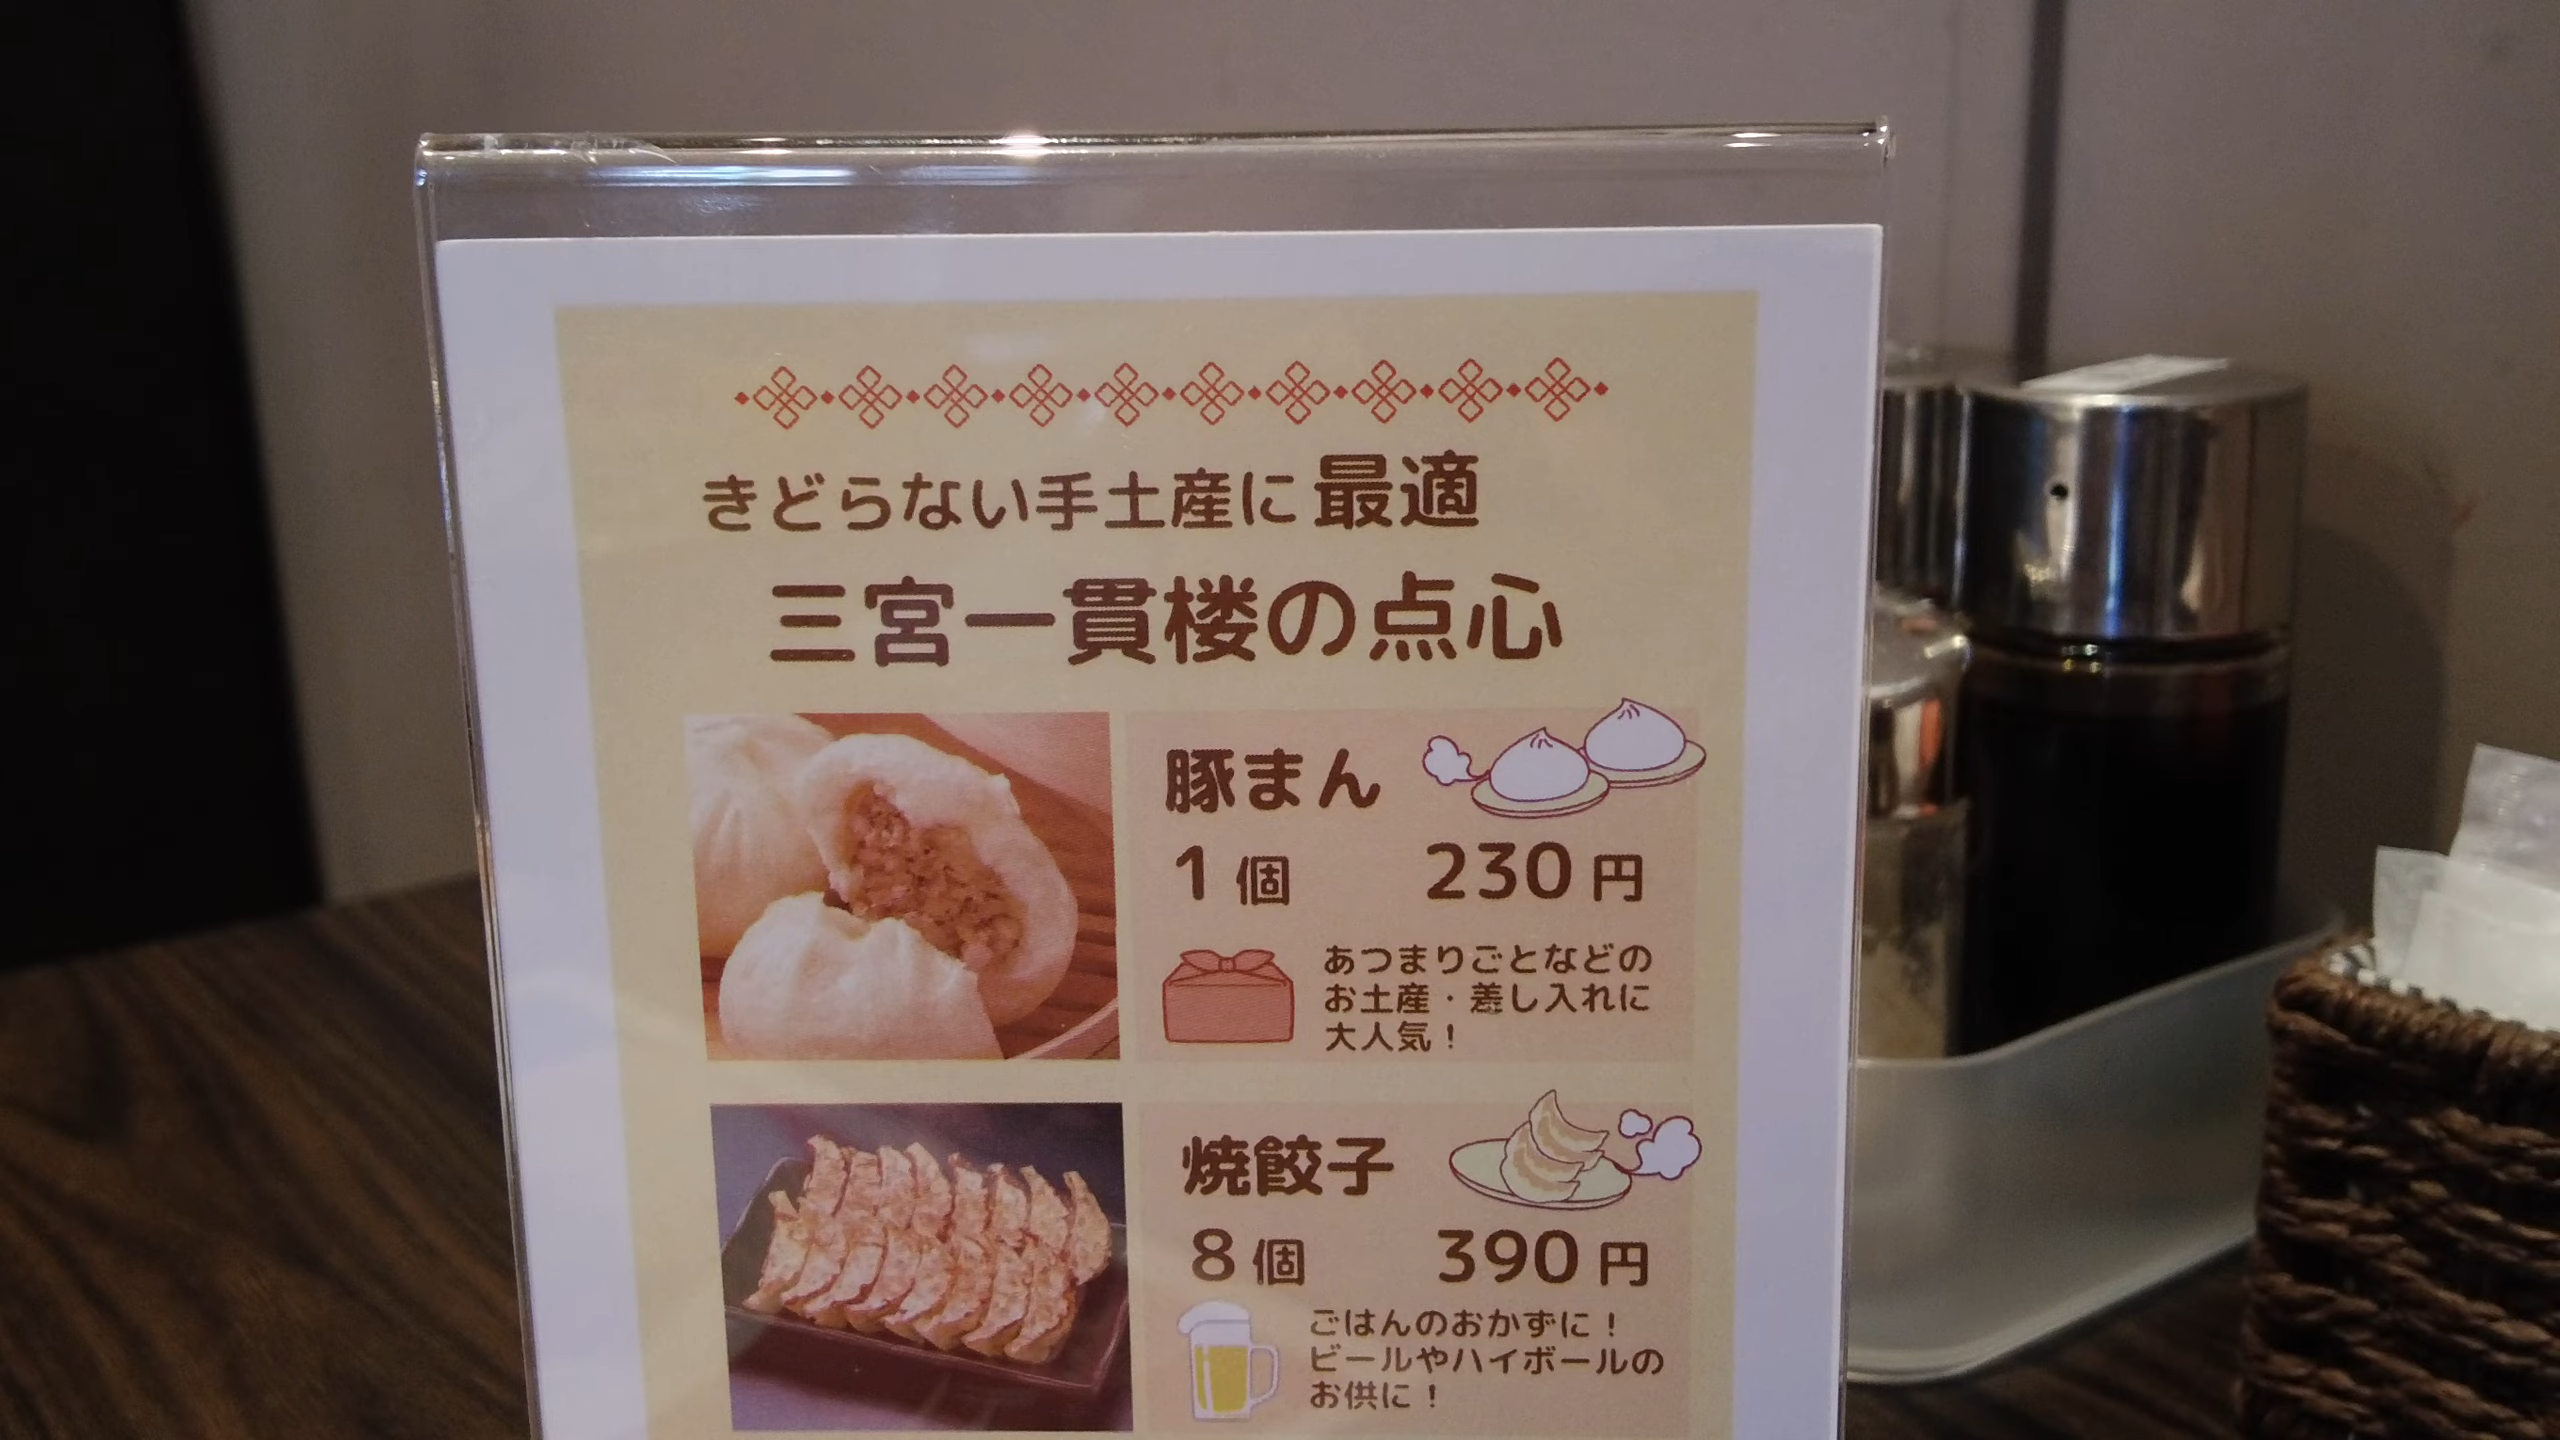 きどらない手土産に最適
三宮一貫楼の点心
豚まん
1個 230円
あつまりごとなどの
お土産・差し入れに
大人気！
焼餃子
8個 390円
ごはんのおかずに！
ビールやハイボールの
お供に！